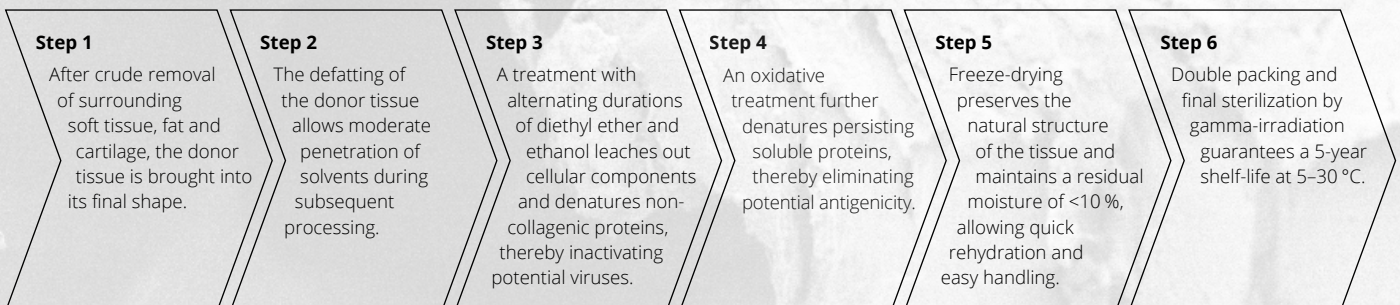 Step 1
After crude removal
of surrounding
soft tissue, fat and
cartilage, the donor
tissue is brought into
its final shape.
Step 2
The defatting of
the donor tissue
allows moderate
penetration of
solvents during
subsequent
processing.
Step 3
A treatment with
alternating durations
of diethyl ether and
ethanol leaches out
cellular components
and denatures non-
collagenic proteins,
thereby inactivating
potential viruses.
Step 4
An oxidative
treatment further
denatures persisting
soluble proteins,
thereby eliminating
potential antigenicity.
Step 5
Freeze-drying
preserves the
natural structure
of the tissue and
maintains a residual
moisture of <10 %,
allowing quick
rehydration and
easy handling.
Step 6
Double packing and
final sterilization by
gamma-irradiation
guarantees a 5-year
shelf-life at 5–30 °C.